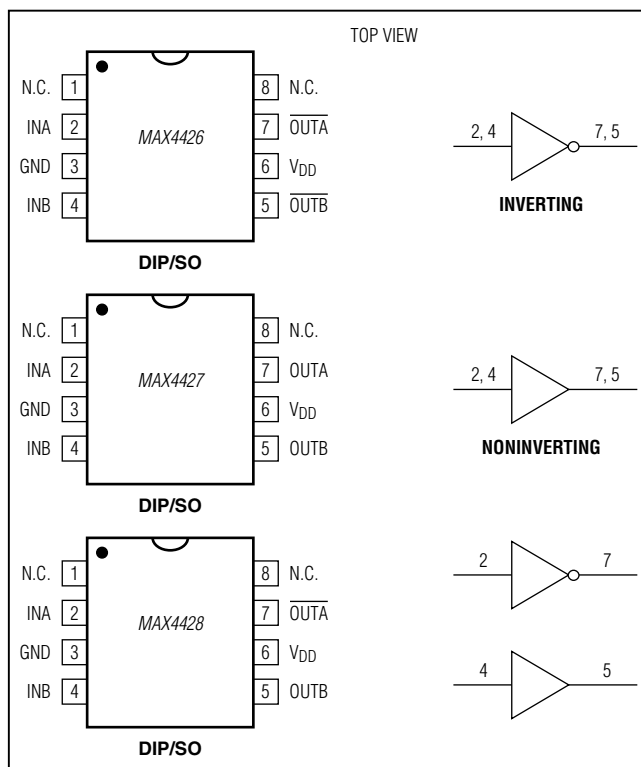 TOP VIEW
N.C. 1 8 N.C.
INA 2 MAX4426 7 O̅U̅T̅A̅
GND 3 6 VDD
INB 4 5 O̅U̅T̅B̅
DIP/SO
2, 4 7, 5
INVERTING
N.C. 1 8 N.C.
INA 2 MAX4427 7 OUTA
GND 3 6 VDD
INB 4 5 OUTB
DIP/SO
2, 4 7, 5
NONINVERTING
N.C. 1 8 N.C.
INA 2 MAX4428 7 O̅U̅T̅A̅
GND 3 6 VDD
INB 4 5 OUTB
DIP/SO
2 7
4 5